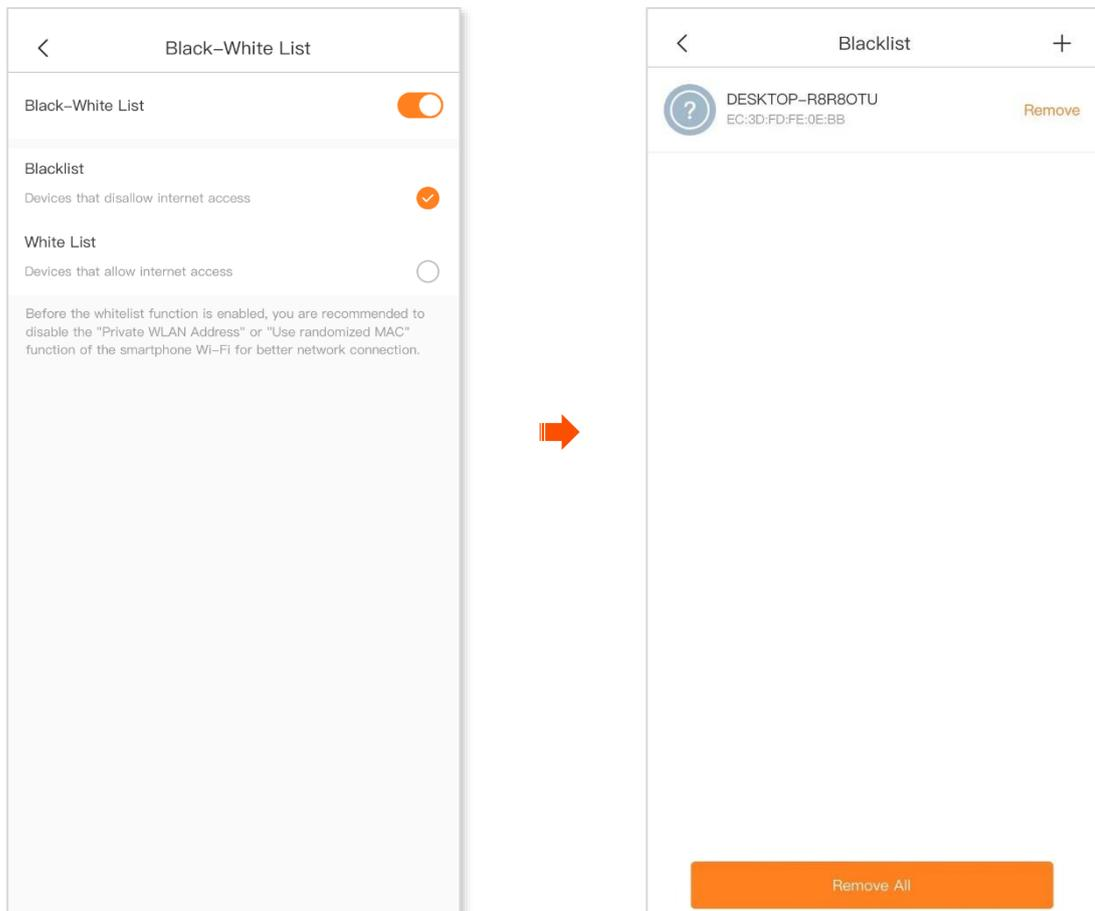 Black–White List
Black–White List
Blacklist
Devices that disallow internet access
White List
Devices that allow internet access
Before the whitelist function is enabled, you are recommended to
disable the "Private WLAN Address" or "Use randomized MAC"
function of the smartphone Wi–Fi for better network connection.
Blacklist
?
DESKTOP–R8R8OTU
EC:3D:FD:FE:0E:BB
Remove
Remove All